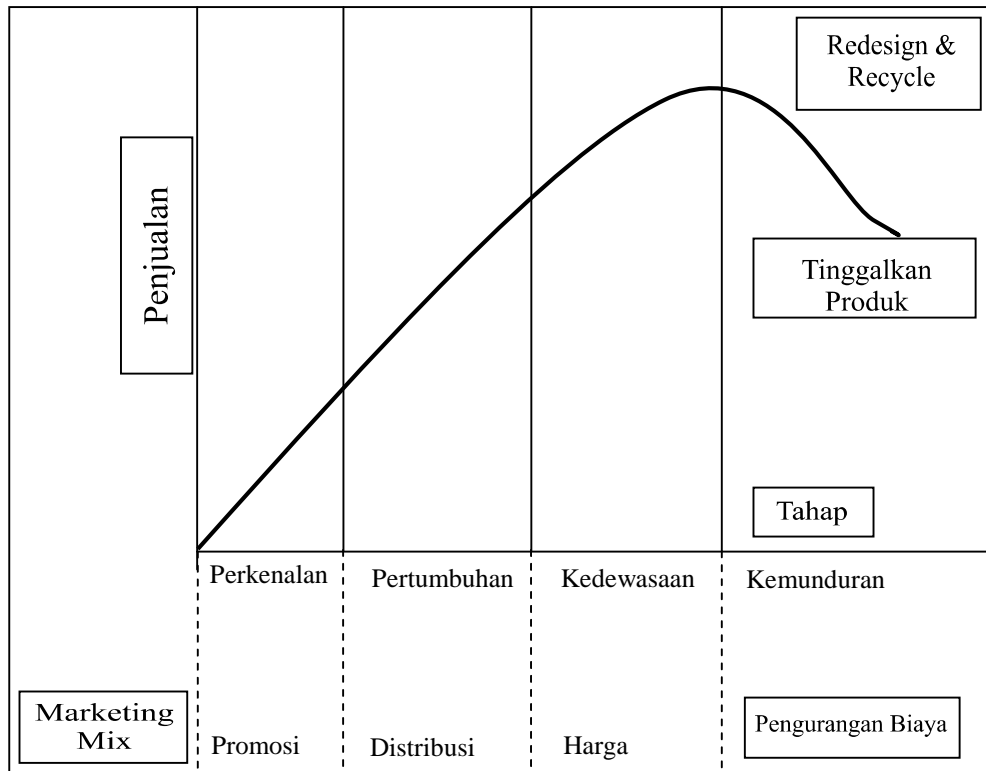 Redesign &
Recycle
Penjualan
Tinggalkan
Produk
Tahap
Perkenalan
Pertumbuhan
Kedewasaan
Kemunduran
Marketing
Mix
Promosi
Distribusi
Harga
Pengurangan Biaya